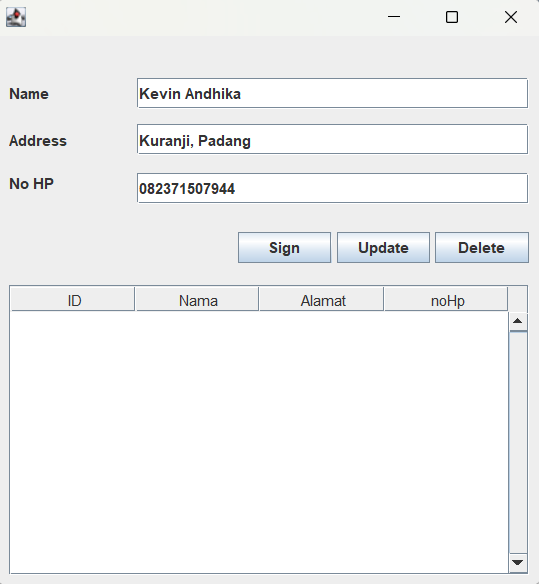 Name Kevin Andhika
Address Kuranji, Padang
No HP 082371507944
Sign Update Delete
ID Nama Alamat noHp